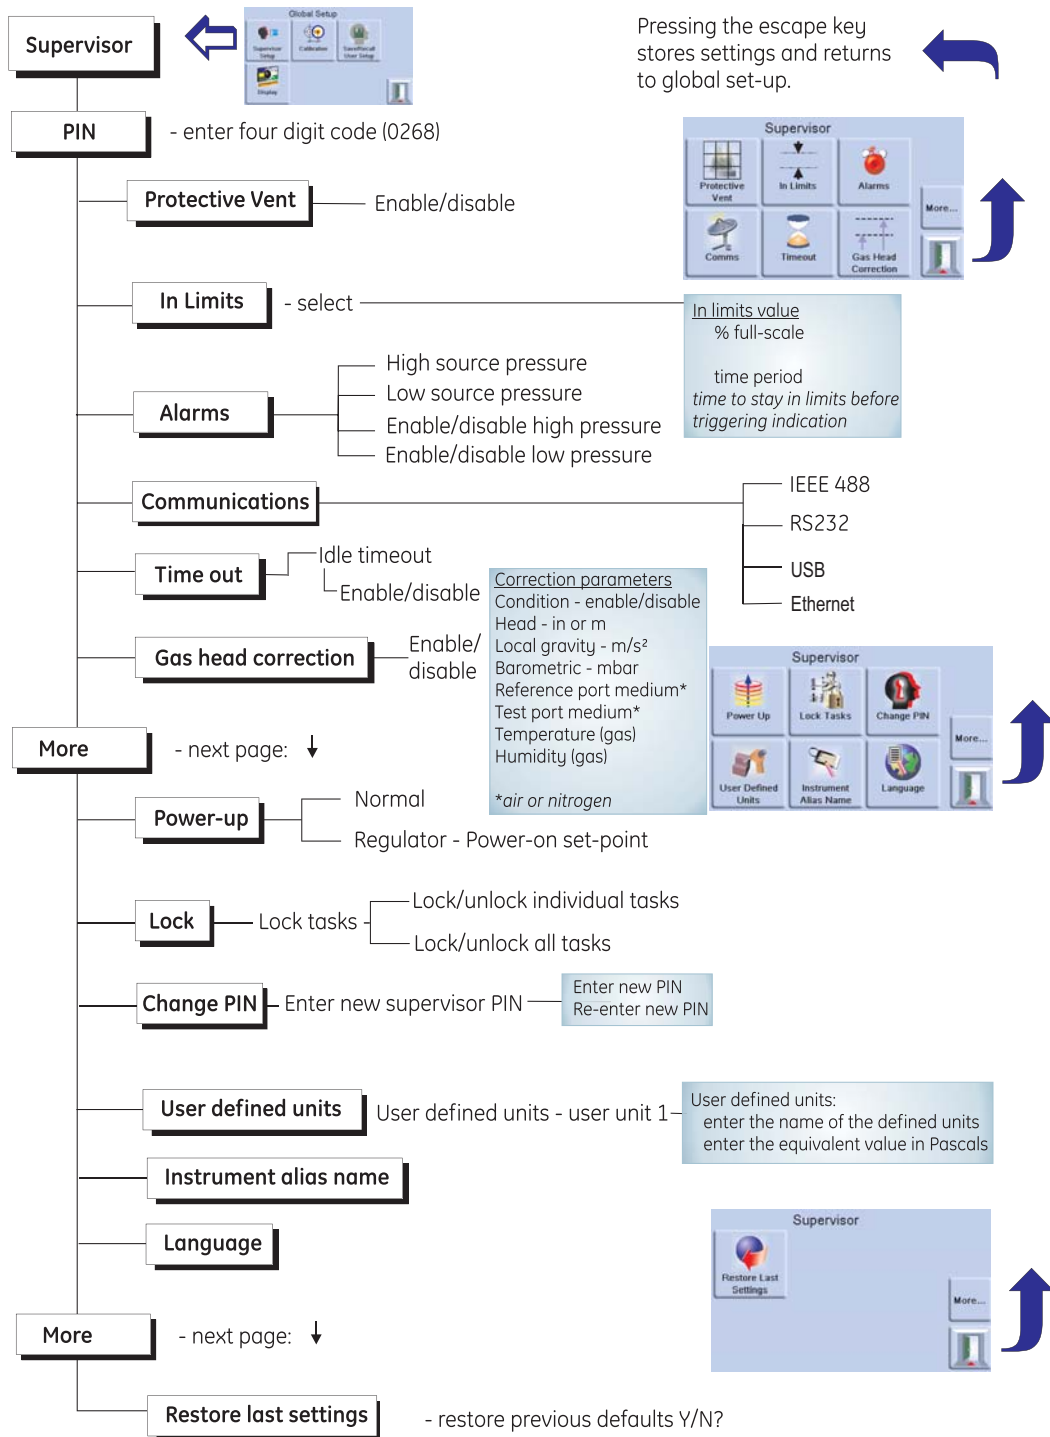 Global Setup
Supervisor
Setup
Calibration
Save/Recall
User Setup
Display
Supervisor
Pressing the escape key
stores settings and returns
to global set-up.
PIN
- enter four digit code (0268)
Supervisor
Protective
Vent
In Limits
Alarms
More...
Comms
Timeout
Gas Head
Correction
Protective Vent
Enable/disable
In Limits
- select
In limits value
% full-scale
time period
time to stay in limits before
triggering indication
Alarms
High source pressure
Low source pressure
Enable/disable high pressure
Enable/disable low pressure
Communications
IEEE 488
RS232
USB
Ethernet
Time out
Idle timeout
Enable/disable
Gas head correction
Enable/
disable
Correction parameters
Condition - enable/disable
Head - in or m
Local gravity - m/s²
Barometric - mbar
Reference port medium*
Test port medium*
Temperature (gas)
Humidity (gas)
*air or nitrogen
Supervisor
Power Up
Lock Tasks
Change PIN
More...
User Defined
Units
Instrument
Alias Name
Language
More
- next page: ↓
Power-up
Normal
Regulator - Power-on set-point
Lock
Lock tasks
Lock/unlock individual tasks
Lock/unlock all tasks
Change PIN
Enter new supervisor PIN
Enter new PIN
Re-enter new PIN
User defined units
User defined units - user unit 1
User defined units:
enter the name of the defined units
enter the equivalent value in Pascals
Instrument alias name
Language
Supervisor
Restore Last
Settings
More...
More
- next page: ↓
Restore last settings
- restore previous defaults Y/N?